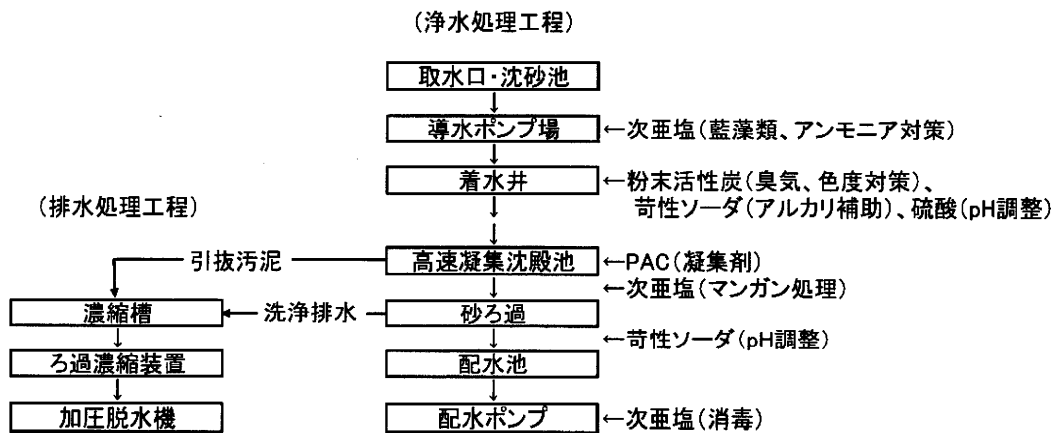 (浄水処理工程)
取水口・沈砂池
導水ポンプ場
←次亜塩(藍藻類、アンモニア対策)
着水井
←粉末活性炭(臭気、色度対策)、
苛性ソーダ(アルカリ補助)、硫酸(pH調整)
(排水処理工程)
引抜汚泥
高速凝集沈殿池
←PAC(凝集剤)
←次亜塩(マンガン処理)
濃縮槽
洗浄排水
砂ろ過
←苛性ソーダ(pH調整)
ろ過濃縮装置
配水池
加圧脱水機
配水ポンプ
←次亜塩(消毒)